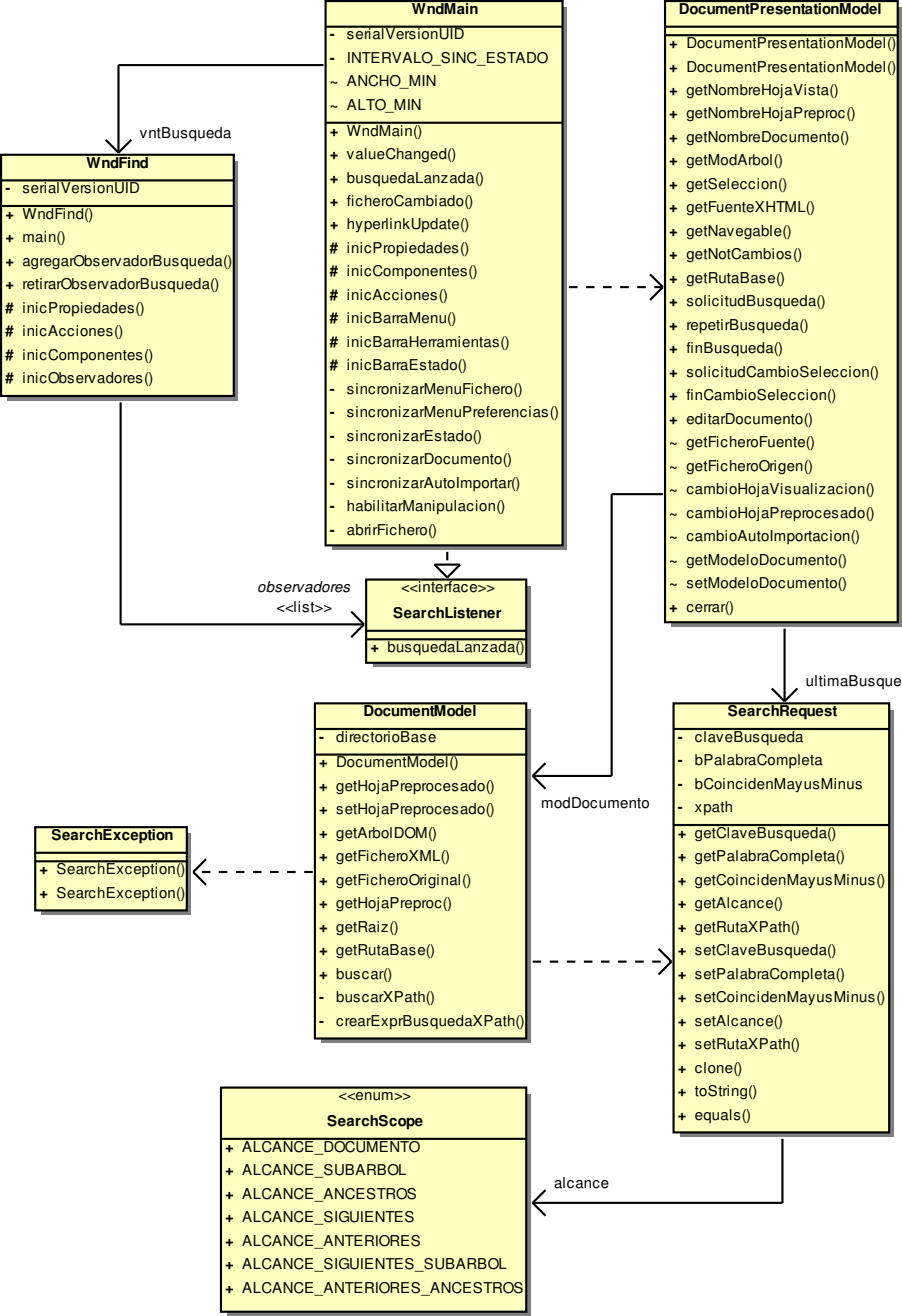 WndMain
- serialVersionUID
- INTERVALO_SINC_ESTADO
~ ANCHO_MIN
~ ALTO_MIN
+ WndMain()
+ valueChanged()
+ busquedaLanzada()
+ ficheroCambiado()
+ hyperlinkUpdate()
# inicPropiedades()
# inicComponentes()
# inicAcciones()
# inicBarraMenu()
# inicBarraHerramientas()
# inicBarraEstado()
- sincronizarMenuFichero()
- sincronizarMenuPreferencias()
- sincronizarEstado()
- sincronizarDocumento()
- sincronizarAutoImportar()
- habilitarManipulacion()
- abrirFichero()
DocumentPresentationModel
+ DocumentPresentationModel()
+ DocumentPresentationModel()
+ getNombreHojaVista()
+ getNombreHojaPreproc()
+ getNombreDocumento()
+ getModArbol()
+ getSeleccion()
+ getFuenteXHTML()
+ getNavegable()
+ getNotCambios()
+ getRutaBase()
+ solicitudBusqueda()
+ repetirBusqueda()
+ finBusqueda()
+ solicitudCambioSeleccion()
+ finCambioSeleccion()
+ editarDocumento()
~ getFicheroFuente()
~ getFicheroOrigen()
~ cambioHojaVisualizacion()
~ cambioHojaPreprocesado()
~ cambioAutoImportacion()
~ getModeloDocumento()
~ setModeloDocumento()
+ cerrar()
vntBusqueda
WndFind
- serialVersionUID
+ WndFind()
+ main()
+ agregarObservadorBusqueda()
+ retirarObservadorBusqueda()
# inicPropiedades()
# inicAcciones()
# inicComponentes()
# inicObservadores()
observadores
<<list>>
<<interface>>
SearchListener
+ busquedaLanzada()
ultimaBusque
DocumentModel
- directorioBase
+ DocumentModel()
+ getHojaPreprocesado()
+ setHojaPreprocesado()
+ getArbolDOM()
+ getFicheroXML()
+ getFicheroOriginal()
+ getHojaPreproc()
+ getRaiz()
+ getRutaBase()
+ buscar()
- buscarXPath()
- crearExprBusquedaXPath()
modDocumento
SearchRequest
- claveBusqueda
- bPalabraCompleta
- bCoincidenMayusMinus
- xpath
+ getClaveBusqueda()
+ getPalabraCompleta()
+ getCoincidenMayusMinus()
+ getAlcance()
+ getRutaXPath()
+ setClaveBusqueda()
+ setPalabraCompleta()
+ setCoincidenMayusMinus()
+ setAlcance()
+ setRutaXPath()
+ clone()
+ toString()
+ equals()
SearchException
+ SearchException()
+ SearchException()
<<enum>>
SearchScope
+ ALCANCE_DOCUMENTO
+ ALCANCE_SUBARBOL
+ ALCANCE_ANCESTROS
+ ALCANCE_SIGUIENTES
+ ALCANCE_ANTERIORES
+ ALCANCE_SIGUIENTES_SUBARBOL
+ ALCANCE_ANTERIORES_ANCESTROS
alcance